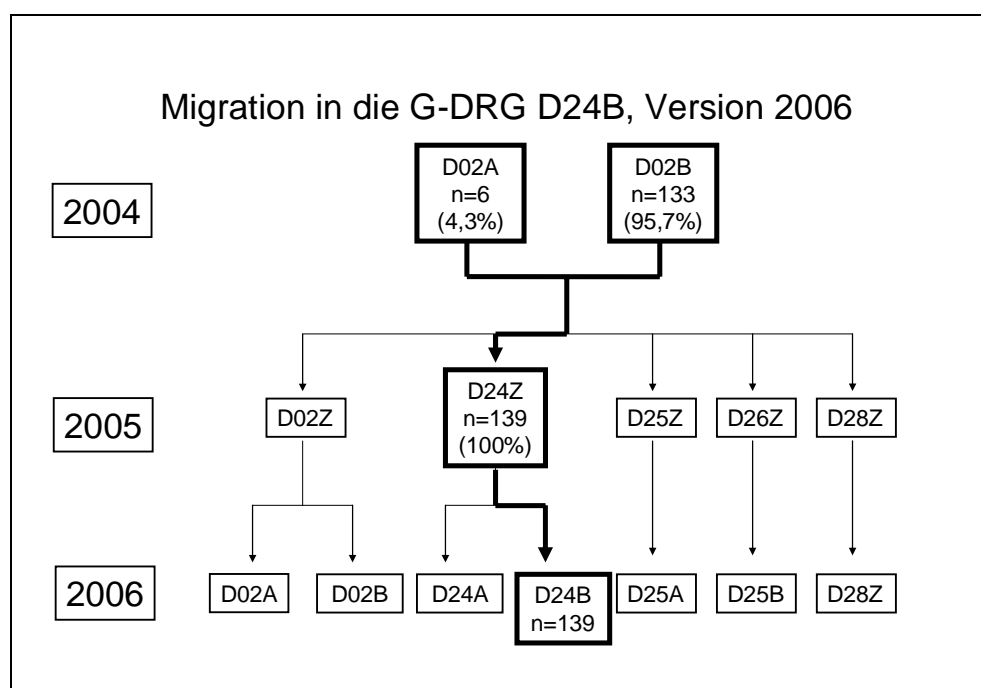 Migration in die G-DRG D24B, Version 2006
2004
D02A
n=6
(4,3%)
D02B
n=133
(95,7%)
2005
D02Z
D24Z
n=139
(100%)
D25Z
D26Z
D28Z
2006
D02A
D02B
D24A
D24B
n=139
D25A
D25B
D28Z